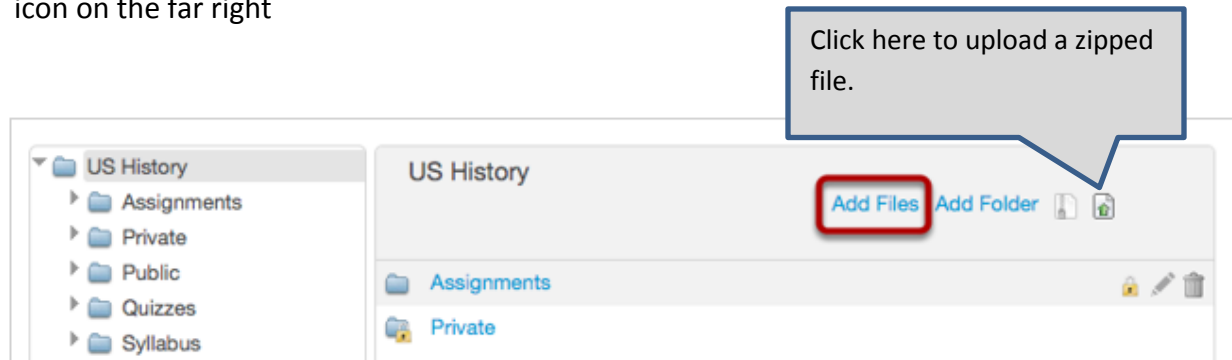 icon on the far right
Click here to upload a zipped
file.
US History
Assignments
Private
Public
Quizzes
Syllabus
US History
Add Files Add Folder
Assignments
Private